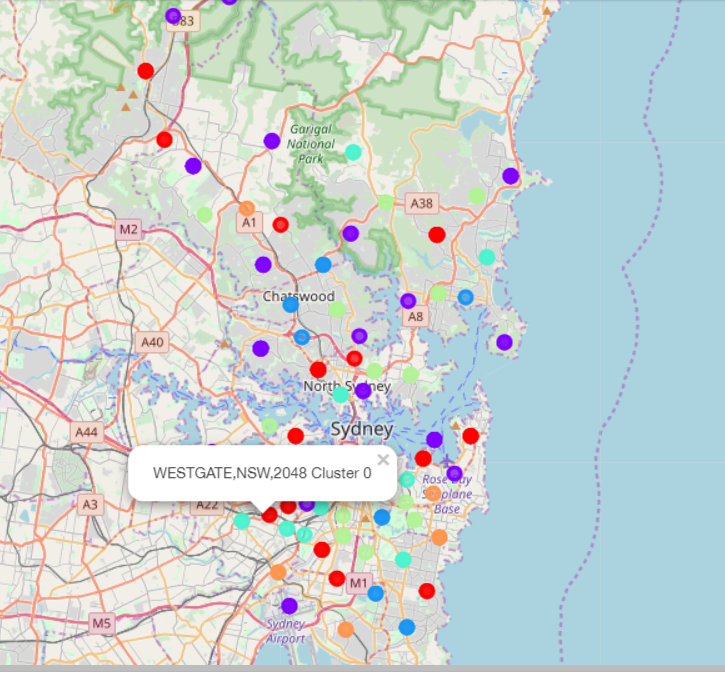 B83
Garigal
National
Park
A38
A1
M2
Chatswood
A8
A40
North Sydney
A44
Sydney
×
WESTGATE,NSW,2048 Cluster 0
Rose Bay
Seaplane
Base
A3
A22
M1
M5
Sydney
Airport